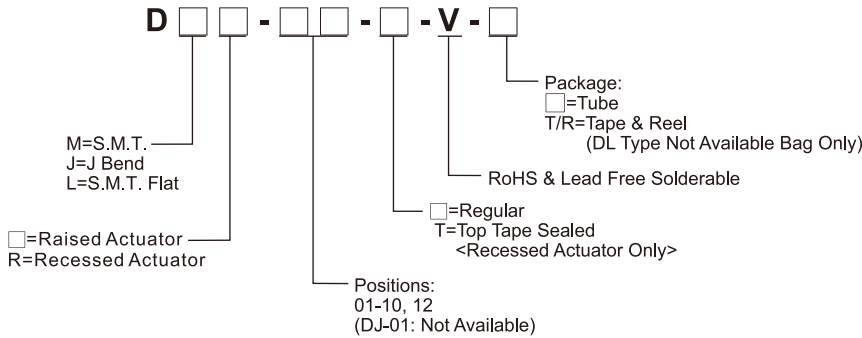 D□□-□□-□-V-□
Package:
□=Tube
T/R=Tape & Reel
(DL Type Not Available Bag Only)
M=S.M.T.
J=J Bend
L=S.M.T. Flat
RoHS & Lead Free Solderable
□=Regular
T=Top Tape Sealed
<Recessed Actuator Only>
□=Raised Actuator
R=Recessed Actuator
Positions:
01-10, 12
(DJ-01: Not Available)